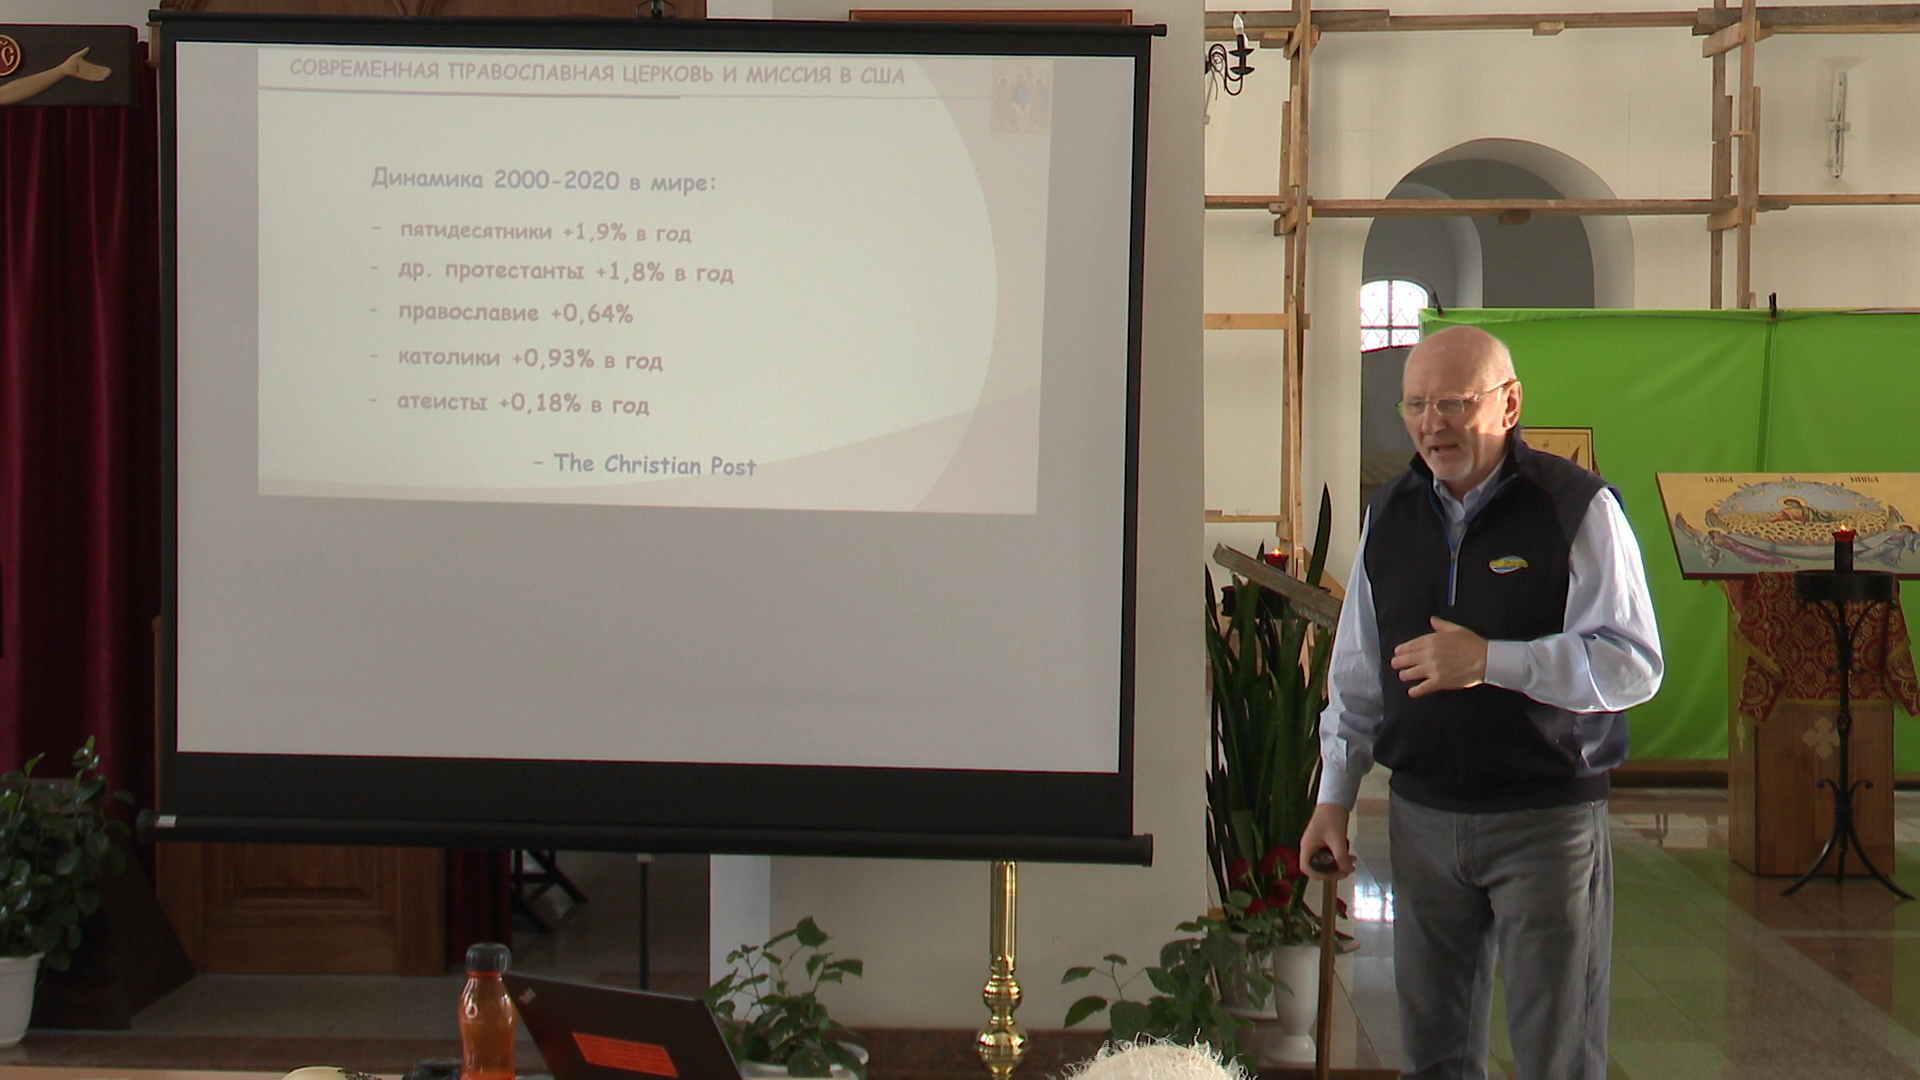 СОВРЕМЕННАЯ ПРАВОСЛАВНАЯ ЦЕРКОВЬ И МИССИЯ В США
Динамика 2000-2020 в мире:
- пятидесятники +1,9% в год
- др. протестанты +1,8% в год
- православие +0,64%
- католики +0,93% в год
- атеисты +0,18% в год
- The Christian Post